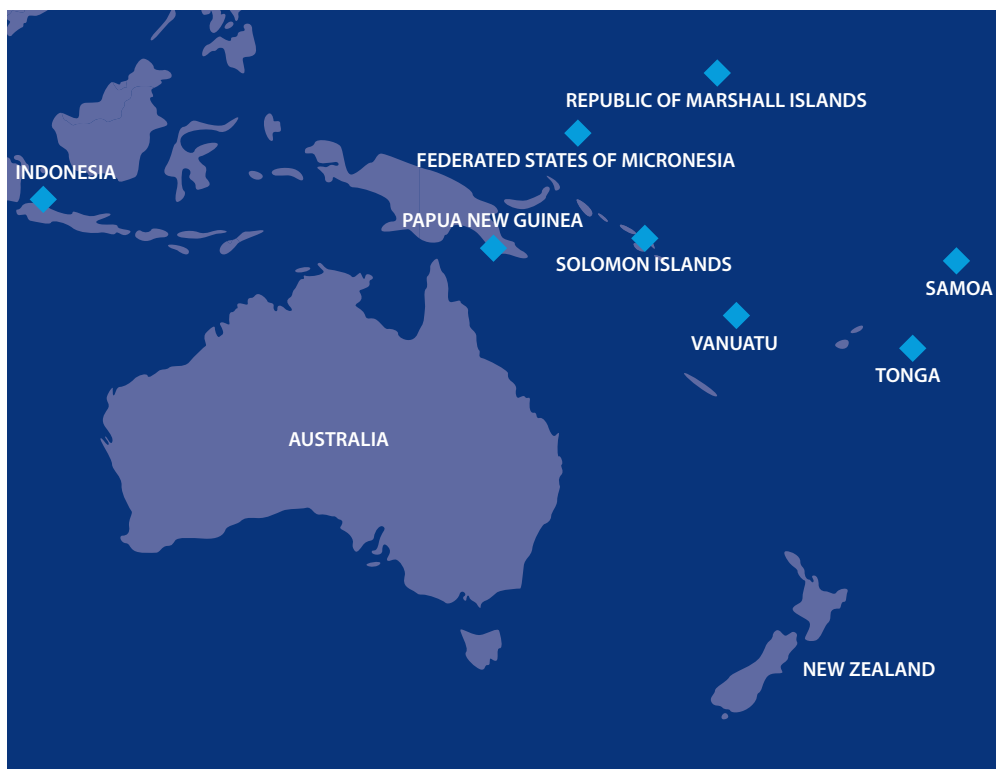 REPUBLIC OF MARSHALL ISLANDS
FEDERATED STATES OF MICRONESIA
INDONESIA
PAPUA NEW GUINEA
SOLOMON ISLANDS
SAMOA
VANUATU
TONGA
AUSTRALIA
NEW ZEALAND